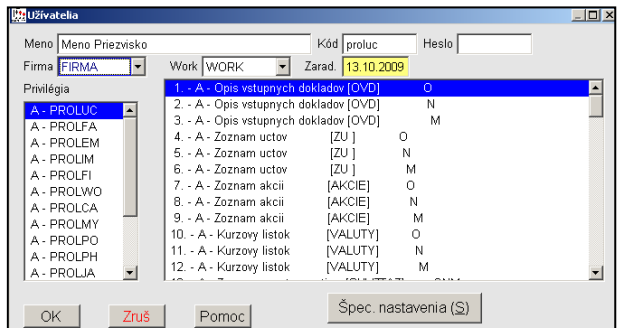 Užívatelia
Meno Meno Priezvisko Kód proluc Heslo
Firma FIRMA Work WORK Zarad. 13.10.2009
Privilégia
A - PROLUC
A - PROLFA
A - PROLEM
A - PROLIM
A - PROLFI
A - PROLWO
A - PROLCA
A - PROLMY
A - PROLPO
A - PROLPH
A - PROLJA
1. - A - Opis vstupnych dokladov [OVD] O
2. - A - Opis vstupnych dokladov [OVD] N
3. - A - Opis vstupnych dokladov [OVD] M
4. - A - Zoznam uctov [ZU ] O
5. - A - Zoznam uctov [ZU ] N
6. - A - Zoznam uctov [ZU ] M
7. - A - Zoznam akcii [AKCIE] O
8. - A - Zoznam akcii [AKCIE] N
9. - A - Zoznam akcii [AKCIE] M
10. - A - Kurzovy listok [VALUTY] O
11. - A - Kurzovy listok [VALUTY] N
12. - A - Kurzovy listok [VALUTY] M
OK Zruš Pomoc Špec. nastavenia (S)